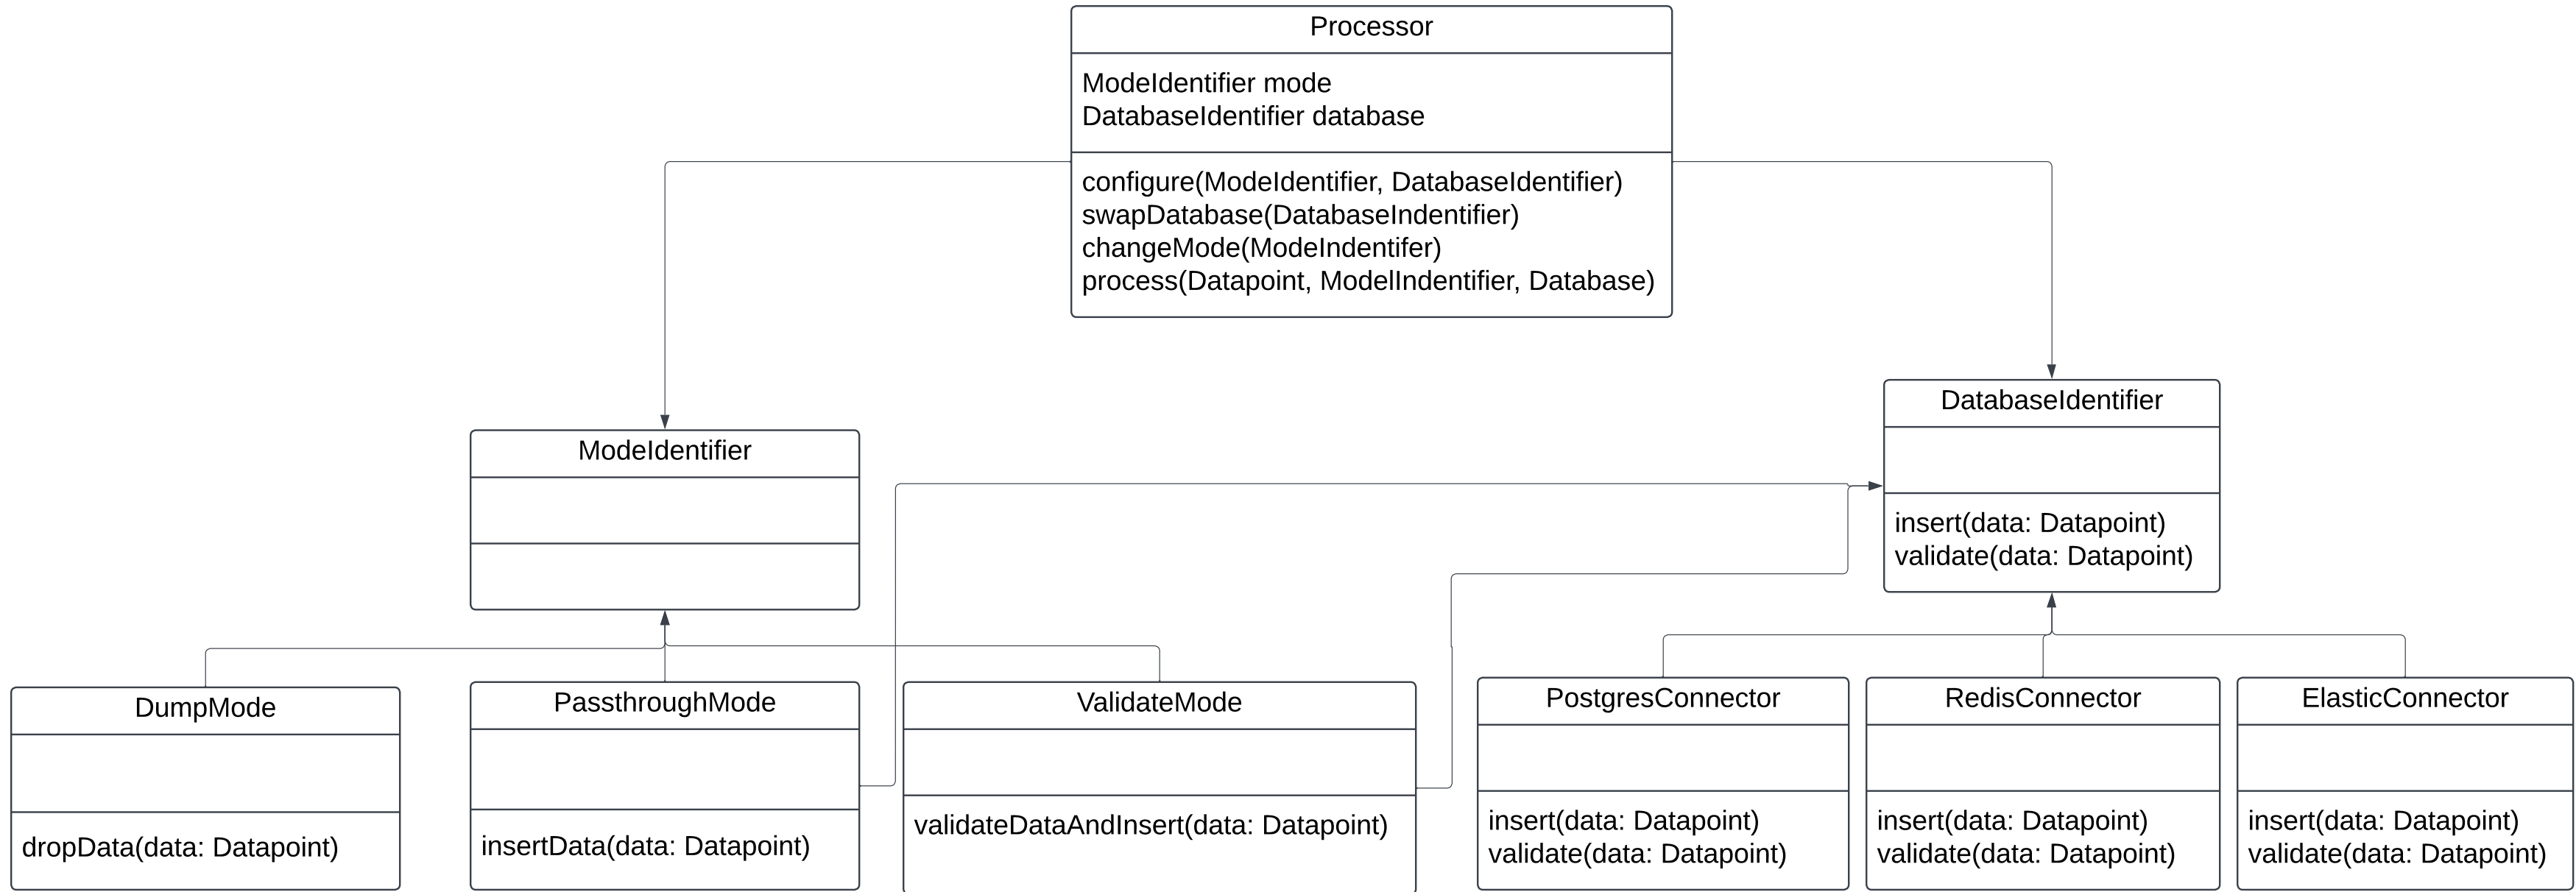 Processor
ModeIdentifier mode
DatabaseIdentifier database
configure(ModeIdentifier, DatabaseIdentifier)
swapDatabase(DatabaseIndentifier)
changeMode(ModeIndentifer)
process(Datapoint, ModelIndentifier, Database)
DatabaseIdentifier
insert(data: Datapoint)
validate(data: Datapoint)
ModeIdentifier
DumpMode
dropData(data: Datapoint)
PassthroughMode
insertData(data: Datapoint)
ValidateMode
validateDataAndInsert(data: Datapoint)
PostgresConnector
insert(data: Datapoint)
validate(data: Datapoint)
RedisConnector
insert(data: Datapoint)
validate(data: Datapoint)
ElasticConnector
insert(data: Datapoint)
validate(data: Datapoint)